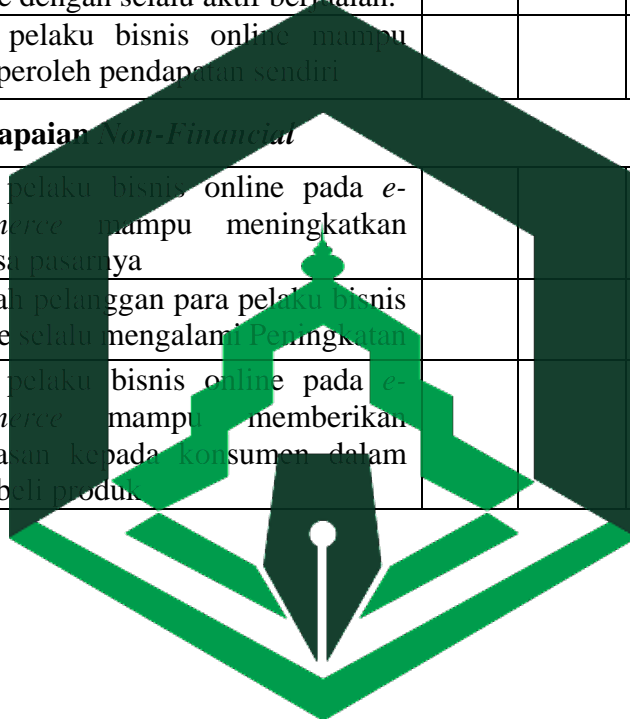 e dengan selalu aktif berjualan.
pelaku bisnis online mampu
peroleh pendapatan sendiri
apaian Non-Financial
pelaku bisnis online pada e-
merce mampu meningkatkan
sa pasarnya
ah pelanggan para pelaku bisnis
e selalu mengalami Peningkatan
pelaku bisnis online pada e-
merce mampu memberikan
asan kepada konsumen dalam
beli produk